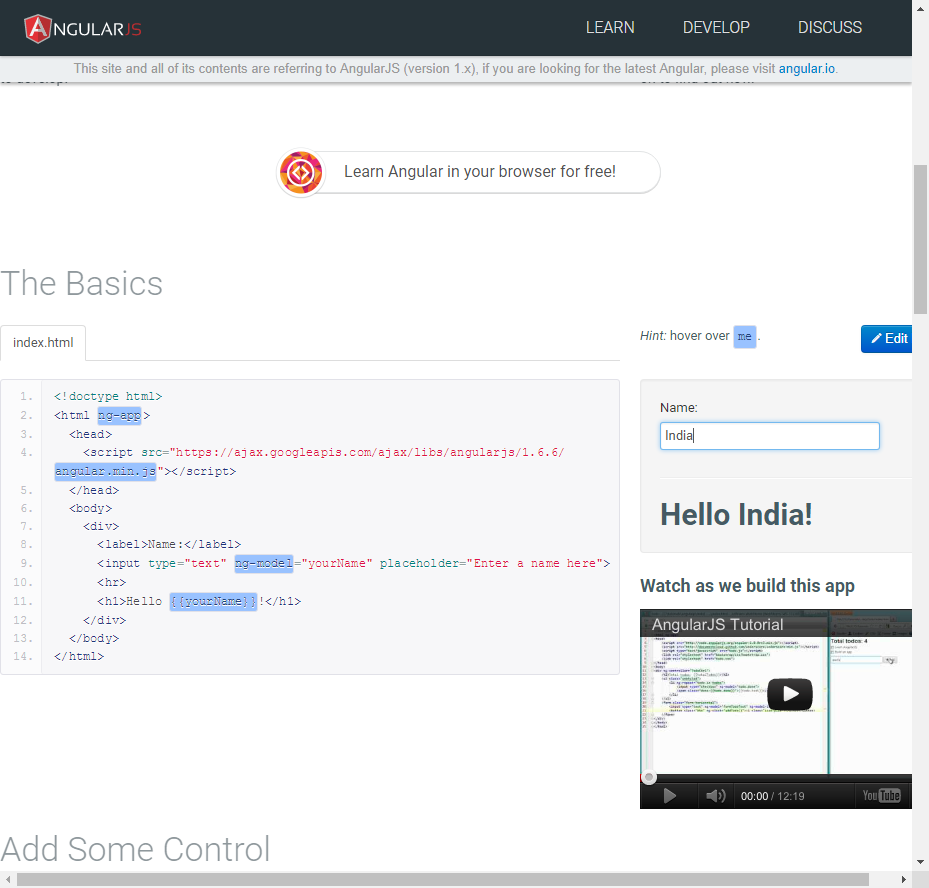 ANGULARJS
LEARN DEVELOP DISCUSS
This site and all of its contents are referring to AngularJS (version 1.x), if you are looking for the latest Angular, please visit angular.io.
Learn Angular in your browser for free!
The Basics
index.html
Hint: hover over me .
Edit
1. <!doctype html>
2. <html ng-app>
3. <head>
4. <script src="https://ajax.googleapis.com/ajax/libs/angularjs/1.6.6/
angular.min.js"></script>
5. </head>
6. <body>
7. <div>
8. <label>Name:</label>
9. <input type="text" ng-model="yourName" placeholder="Enter a name here">
10. <hr>
11. <h1>Hello {{yourName}}!</h1>
12. </div>
13. </body>
14. </html>
Name:
India
Hello India!
Watch as we build this app
AngularJS Tutorial
Total todos: 4
00:00 / 12:19
YouTube
Add Some Control